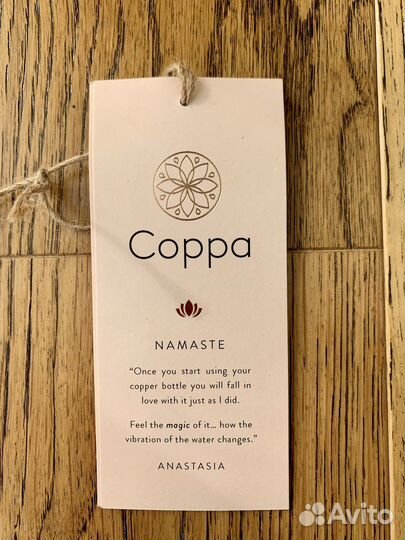 Coppa
NAMASTE
“Once you start using your
copper bottle you will fall in
love with it just as I did.
Feel the magic of it... how the
vibration of the water changes.”
ANASTASIA
Avito